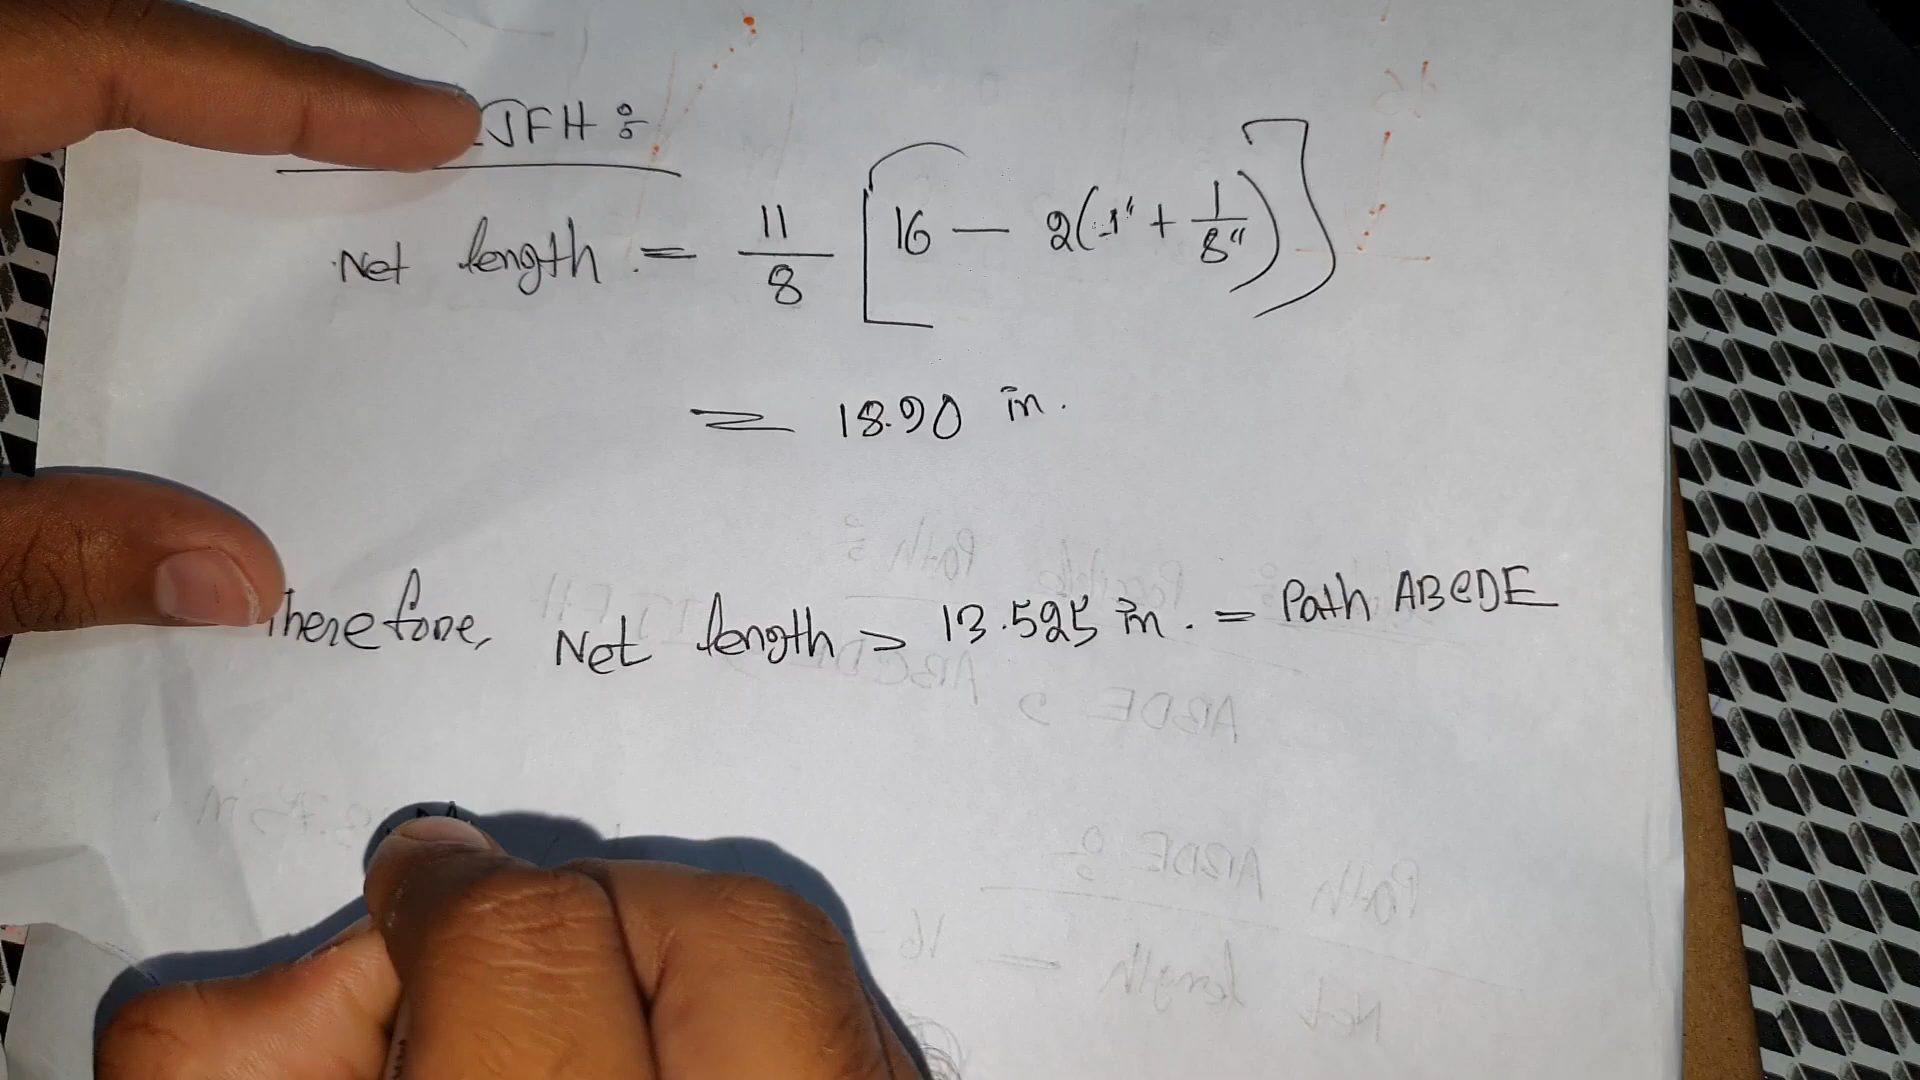 JFH :
Net length = 11/8 [16 - 2(1" + 1/8")]
= 18.90 in.
Therefore, Net length = 13.525 in. = Path ABCDE